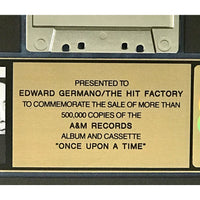 PRESENTED TO
EDWARD GERMANO/THE HIT FACTORY
TO COMMEMORATE THE SALE OF MORE THAN
500,000 COPIES OF THE
A&M RECORDS
ALBUM AND CASSETTE
"ONCE UPON A TIME"